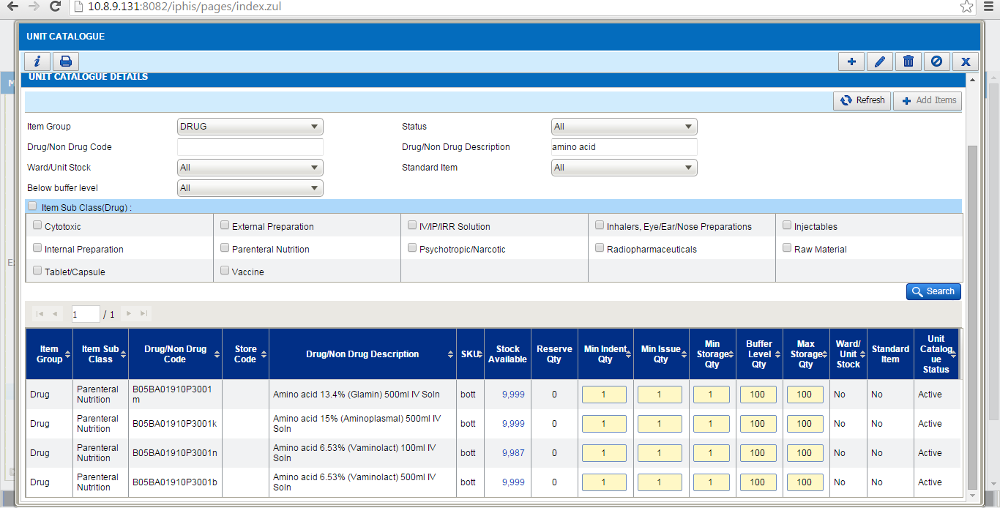 10.8.9.131:8082/iphis/pages/index.zul
UNIT CATALOGUE
UNIT CATALOGUE DETAILS
Refresh Add Items
Item Group DRUG Status All
Drug/Non Drug Code Drug/Non Drug Description amino acid
Ward/Unit Stock All Standard Item All
Below buffer level All
Item Sub Class(Drug) :
Cytotoxic External Preparation IV/IP/IRR Solution Inhalers, Eye/Ear/Nose Preparations Injectables
Internal Preparation Parenteral Nutrition Psychotropic/Narcotic Radiopharmaceuticals Raw Material
Tablet/Capsule Vaccine
Search
1 / 1
Item Group Item Sub Class Drug/Non Drug Code Store Code Drug/Non Drug Description SKU Stock Available Reserve Qty Min Indent Qty Min Issue Qty Min Storage Qty Buffer Level Qty Max Storage Qty Ward/ Unit Stock Standard Item Unit Catalog ue Status
Drug Parenteral Nutrition B05BA01910P3001 m Amino acid 13.4% (Glamin) 500ml IV Soln bott 9,999 0 1 1 1 100 100 No No Active
Drug Parenteral Nutrition B05BA01910P3001k Amino acid 15% (Aminoplasmal) 500ml IV Soln bott 9,999 0 1 1 1 100 100 No No Active
Drug Parenteral Nutrition B05BA01910P3001n Amino acid 6.53% (Vaminolact) 100ml IV Soln bott 9,987 0 1 1 1 100 100 No No Active
Drug Parenteral Nutrition B05BA01910P3001b Amino acid 6.53% (Vaminolact) 500ml IV Soln bott 9,999 0 1 1 1 100 100 No No Active